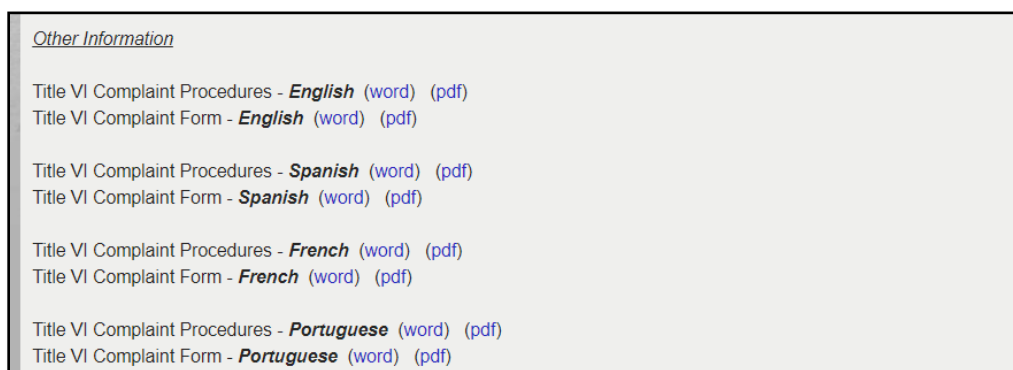 Other Information
Title VI Complaint Procedures - English (word) (pdf)
Title VI Complaint Form - English (word) (pdf)
Title VI Complaint Procedures - Spanish (word) (pdf)
Title VI Complaint Form - Spanish (word) (pdf)
Title VI Complaint Procedures - French (word) (pdf)
Title VI Complaint Form - French (word) (pdf)
Title VI Complaint Procedures - Portuguese (word) (pdf)
Title VI Complaint Form - Portuguese (word) (pdf)